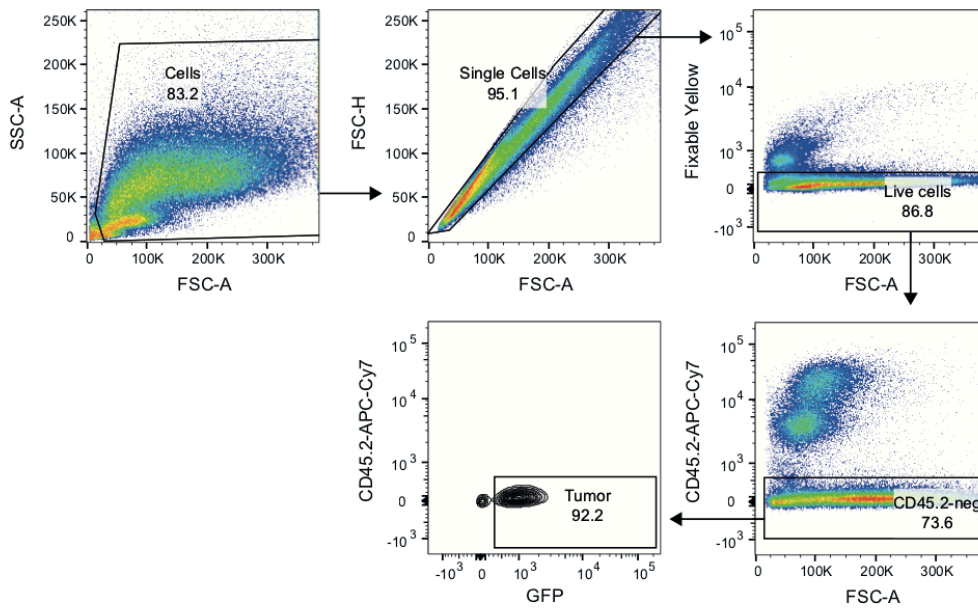 250K
200K
150K
100K
50K
0
SSC-A
Cells
83.2
0 100K 200K 300K
FSC-A
250K
200K
150K
100K
50K
0
FSC-H
Single Cells
95.1
0 100K 200K 300K
FSC-A
10^5
10^4
10^3
0
-10^3
Fixable Yellow
Live cells
86.8
0 100K 200K 300K
FSC-A
10^5
10^4
10^3
0
-10^3
CD45.2-APC-Cy7
Tumor
92.2
-10^3 0 10^3 10^4 10^5
GFP
10^5
10^4
10^3
0
-10^3
CD45.2-APC-Cy7
CD45.2-neg
73.6
0 100K 200K 300K
FSC-A